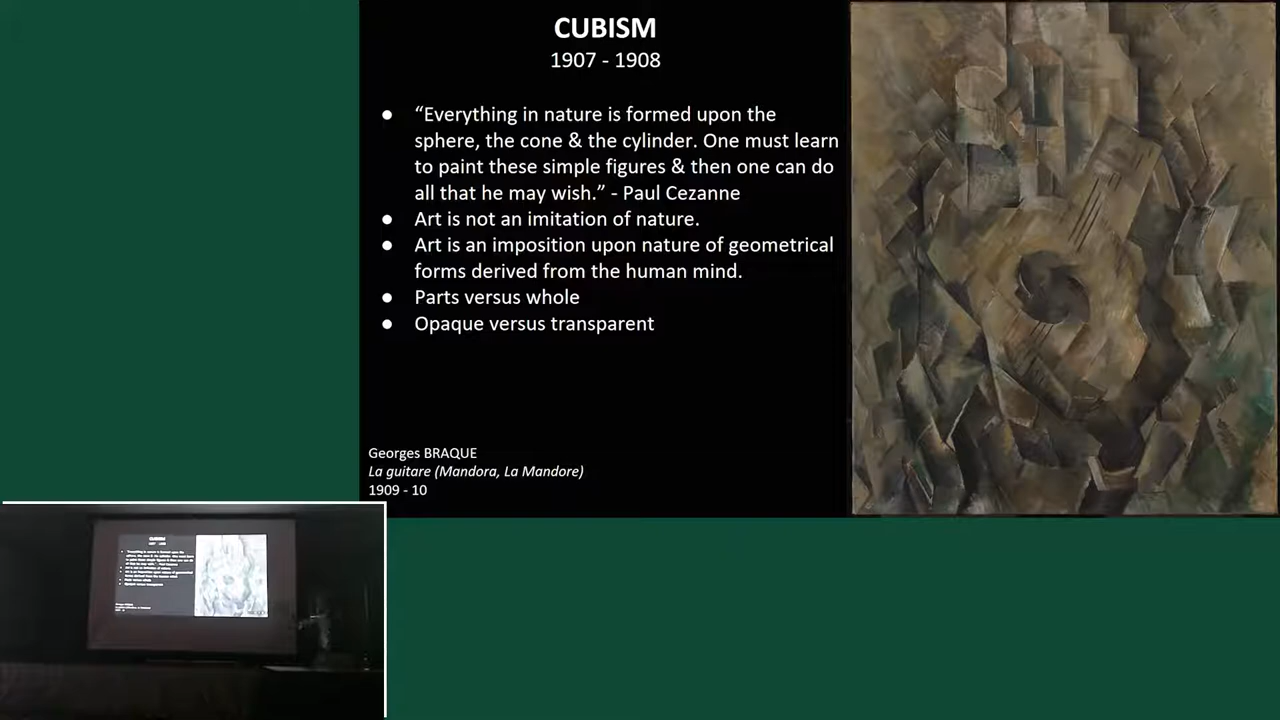 CUBISM
1907 - 1908
● “Everything in nature is formed upon the
sphere, the cone & the cylinder. One must learn
to paint these simple figures & then one can do
all that he may wish.” - Paul Cezanne
● Art is not an imitation of nature.
● Art is an imposition upon nature of geometrical
forms derived from the human mind.
● Parts versus whole
● Opaque versus transparent
Georges BRAQUE
La guitare (Mandora, La Mandore)
1909 - 10
CUBISM